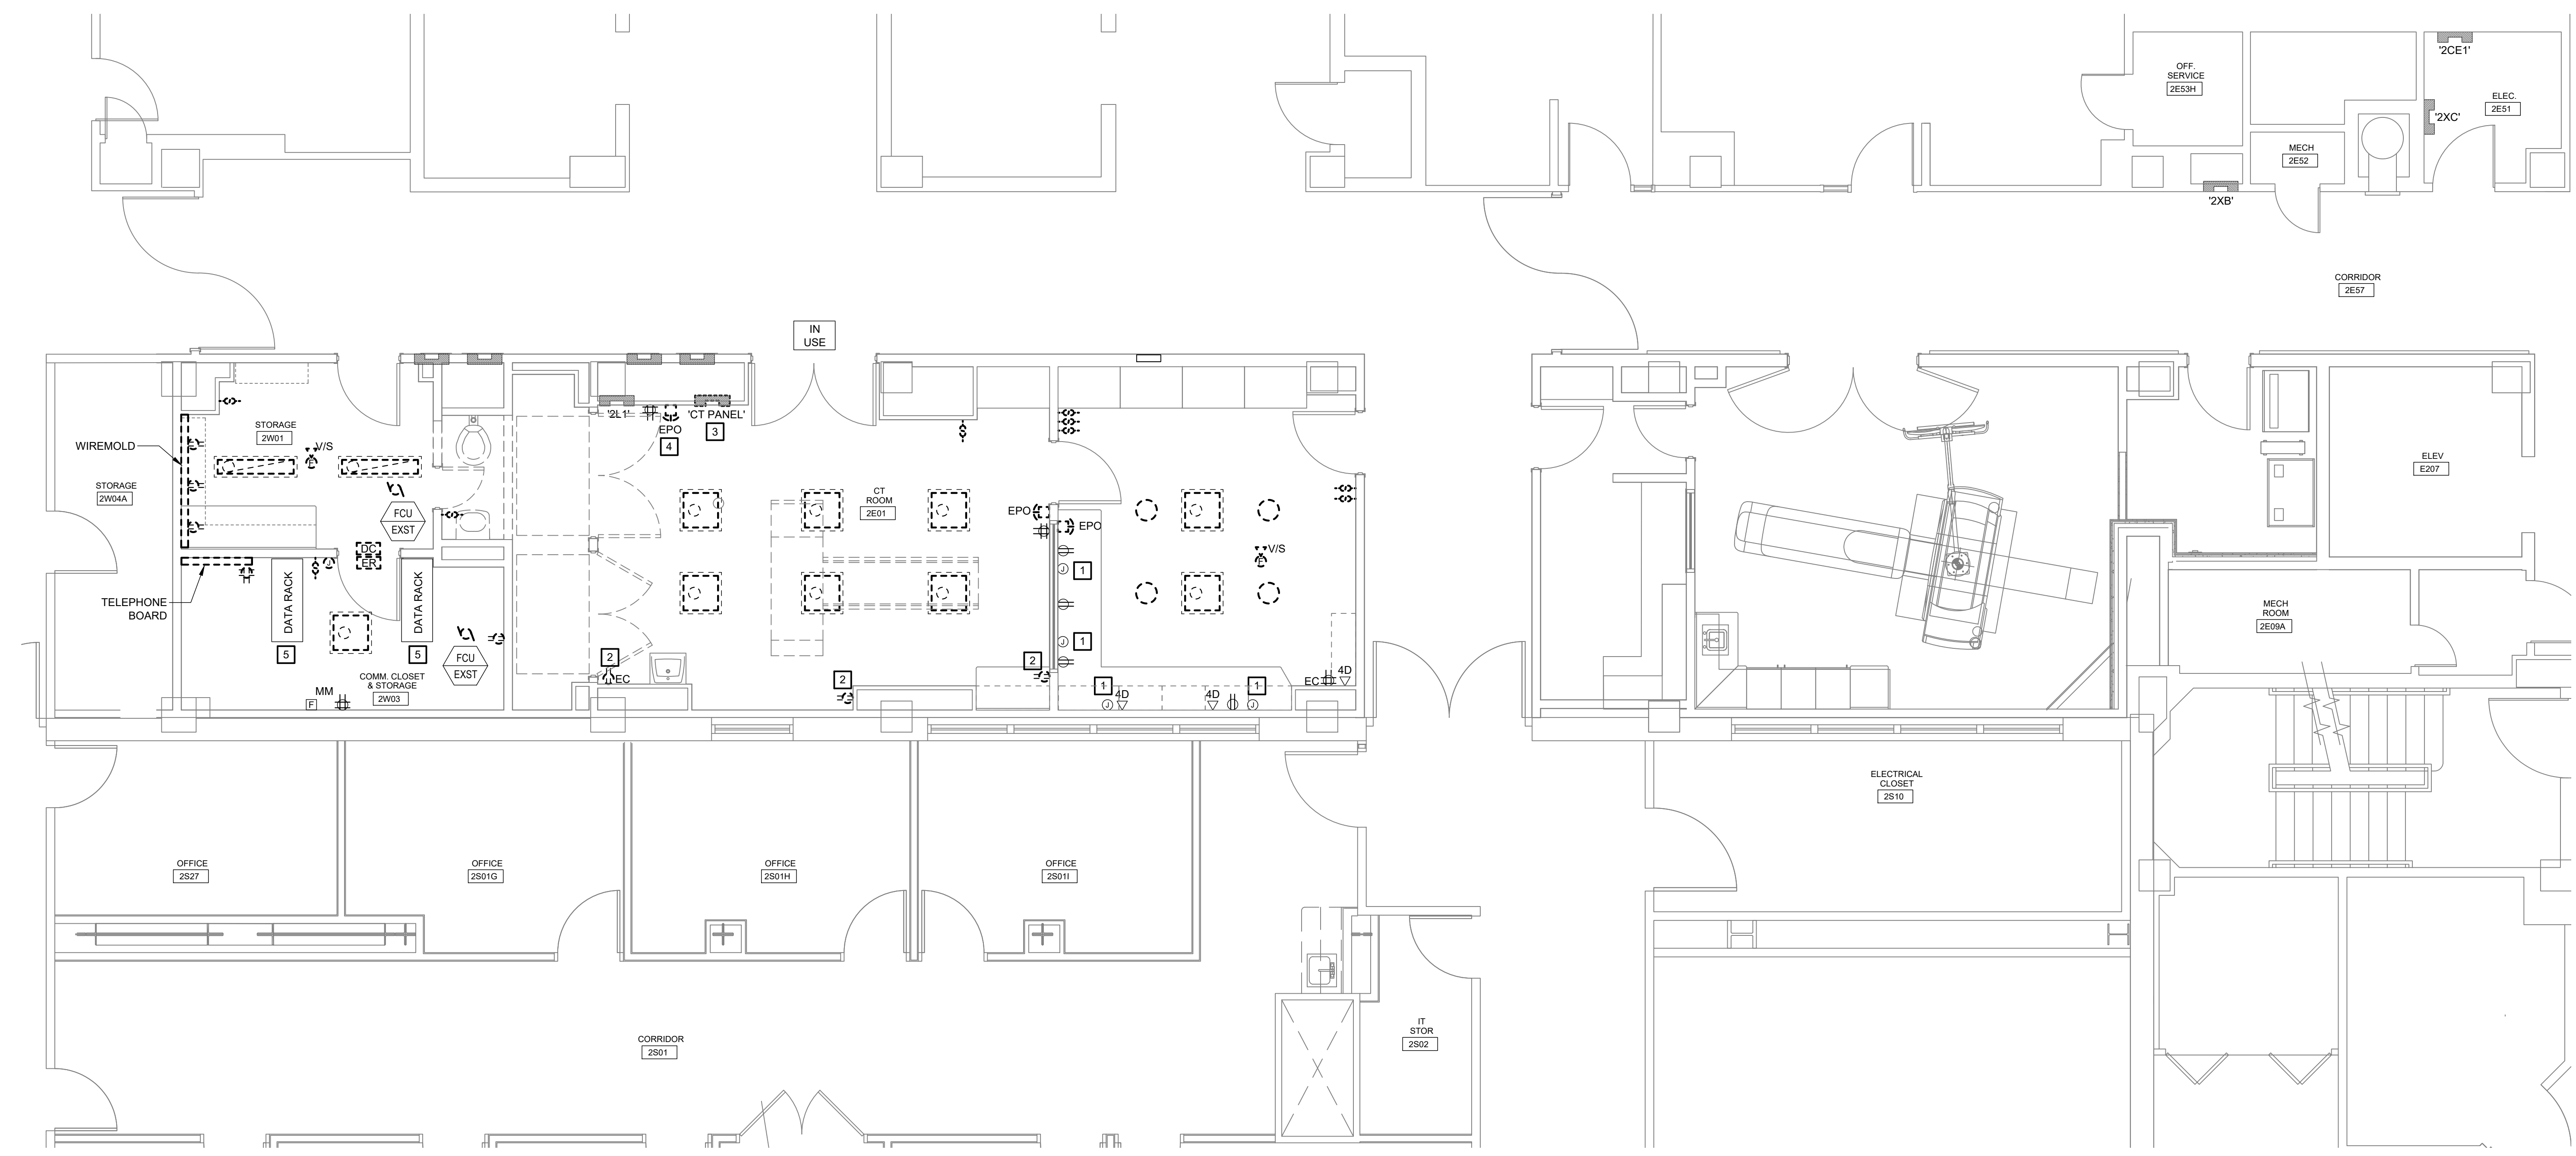 '2CE1'
OFF.
SERVICE
2E53H
ELEC.
2E51
'2XC'
MECH
2E52
'2XB'
CORRIDOR
2E57
IN
USE
'2L1'
EPO
4
'CT PANEL'
3
STORAGE
2W01
V/S
F
WIREMOLD
STORAGE
2W04A
FCU
EXST
DC
ER
J
TELEPHONE
BOARD
DATA RACK
5
DATA RACK
5
FCU
EXST
COMM. CLOSET
& STORAGE
2W03
MM
F
CT
ROOM
2E01
S
EPO
EPO
V/S
F
J
1
J
1
2
EC
2
2
1
J
4D
4D
J
1
EC
4D
ELEV
E207
MECH
ROOM
2E09A
ELECTRICAL
CLOSET
2S10
OFFICE
2S27
OFFICE
2S01G
OFFICE
2S01H
OFFICE
2S01I
CORRIDOR
2S01
IT
STOR
2S02